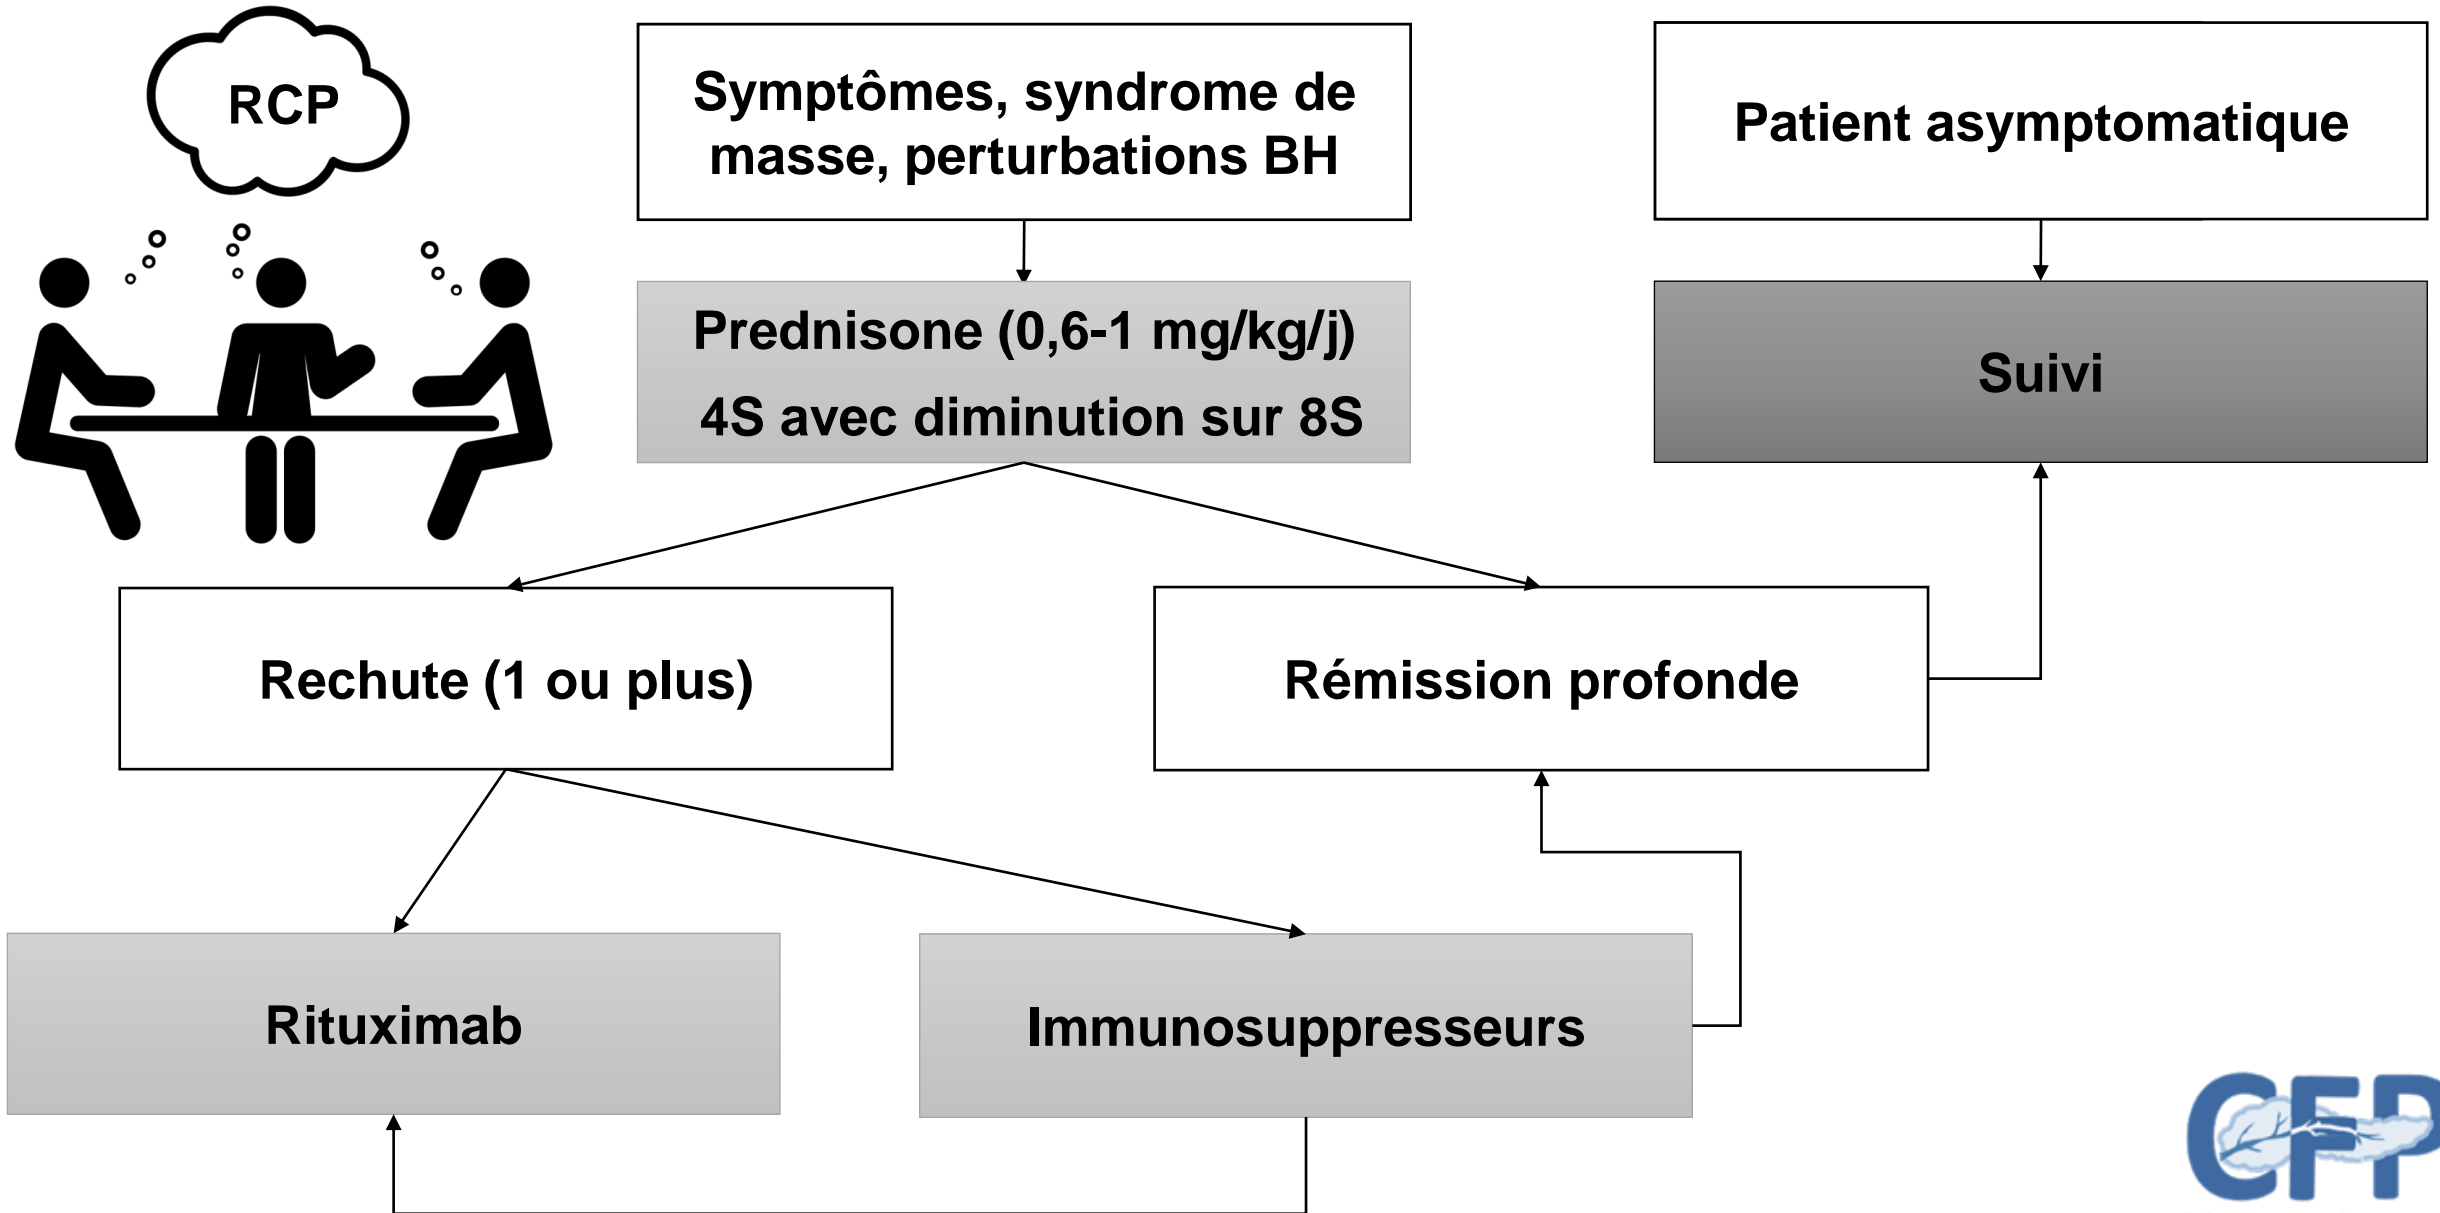 RCP
Symptômes, syndrome de
masse, perturbations BH
Patient asymptomatique
Prednisone (0,6-1 mg/kg/j)
4S avec diminution sur 8S
Suivi
Rechute (1 ou plus)
Rémission profonde
Rituximab
Immunosuppresseurs
CFP